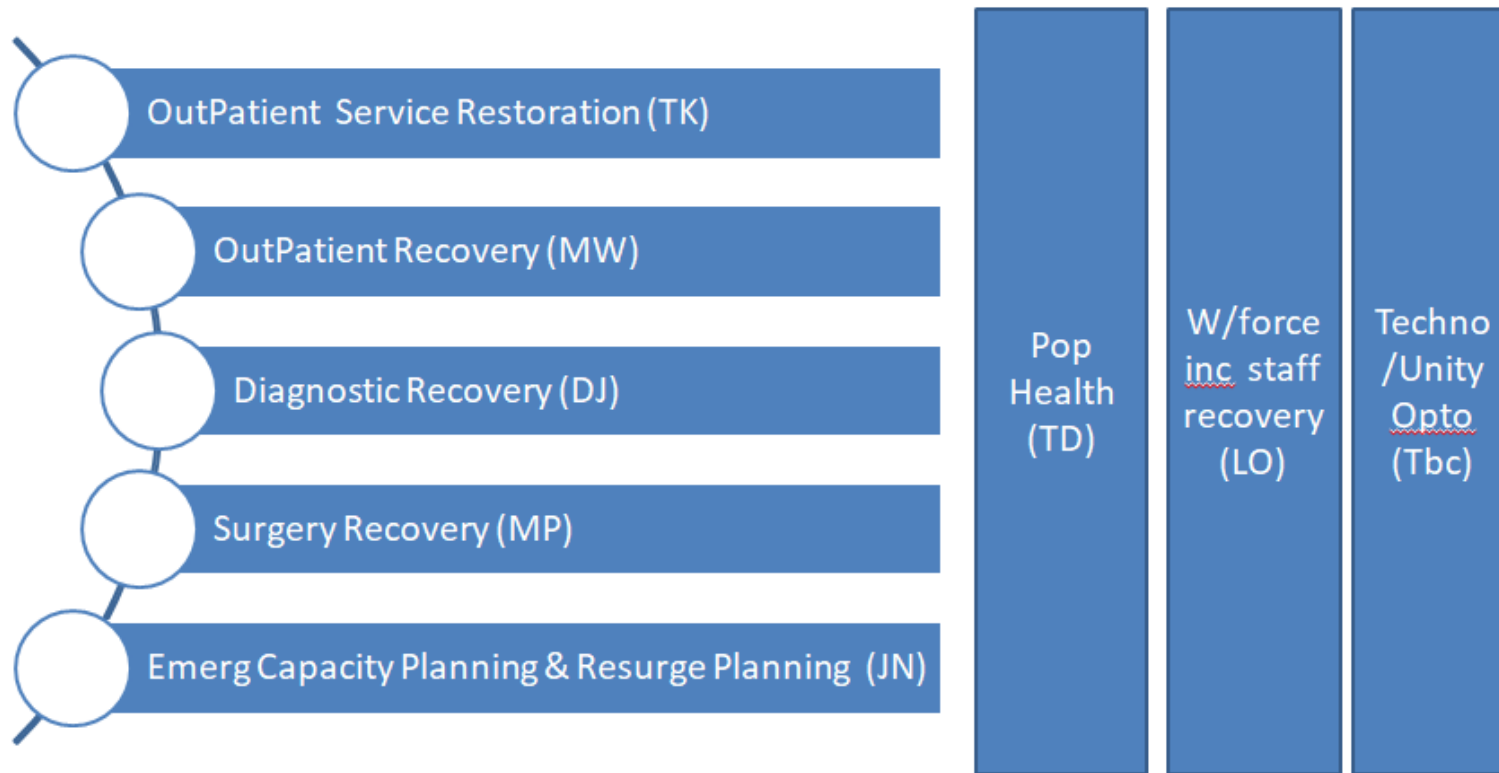 OutPatient Service Restoration (TK)
OutPatient Recovery (MW)
Diagnostic Recovery (DJ)
Surgery Recovery (MP)
Emerg Capacity Planning & Resurge Planning (JN)
Pop
Health
(TD)
W/force
inc staff
recovery
(LO)
Techno
/Unity
Opto
(Tbc)